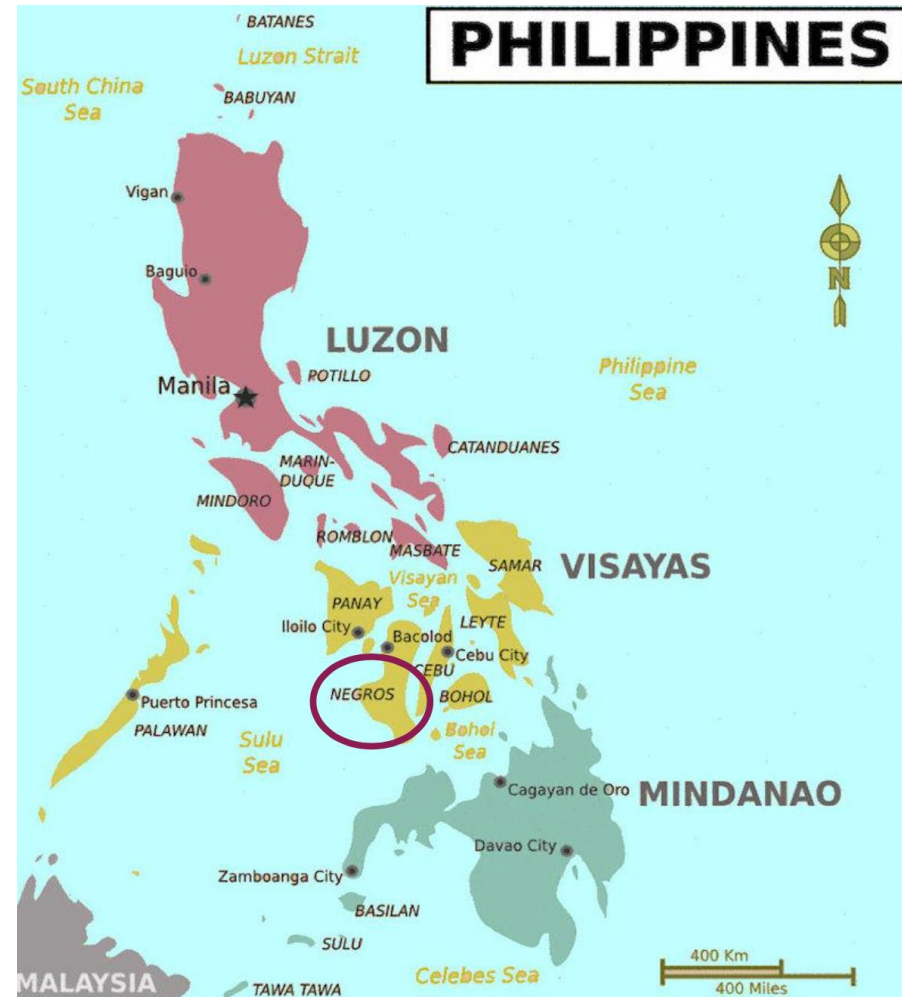 BATANES
PHILIPPINES
Luzon Strait
South China
Sea
BABUYAN
Vigan
Baguio
N
LUZON
POTILLO
Philippine
Sea
Manila
CATANDUANES
MARIN-
DUQUE
MINDORO
ROMBLON
MASBATE
SAMAR
VISAYAS
Visayan
Sea
PANAY
LEYTE
Iloilo City
Bacolod
Cebu City
CEBU
NEGROS
BOHOL
Puerto Princesa
PALAWAN
Sulu
Sea
Bohol
Sea
Cagayan de Oro
MINDANAO
Davao City
Zamboanga City
BASILAN
SULU
400 Km
400 Miles
Celebes Sea
MALAYSIA
TAWA TAWA